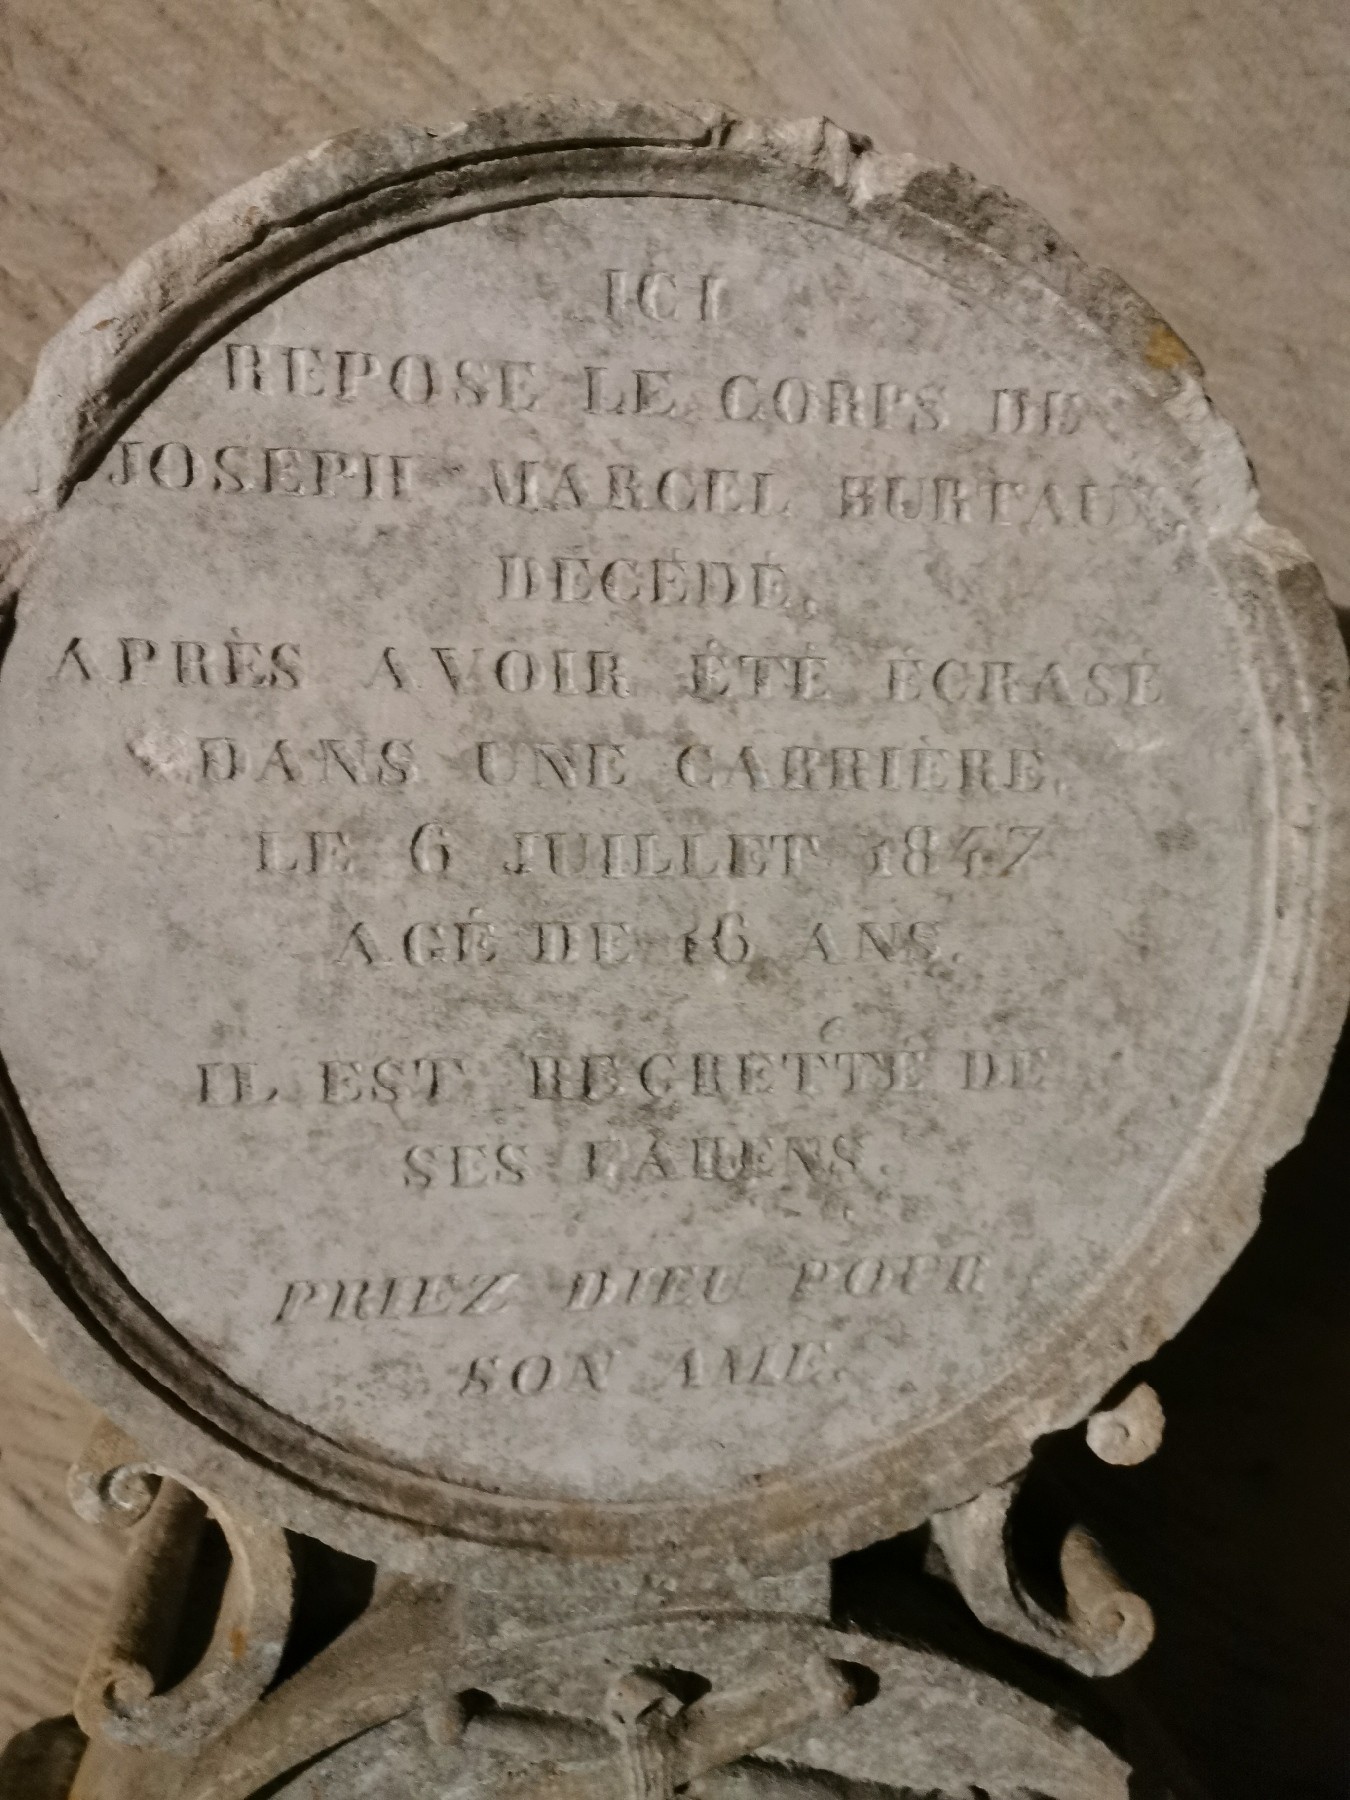 ICI
REPOSE LE CORPS DE
JOSEPH MARCEL HURTAUX,
DÉCÉDÉ,
APRÈS AVOIR ÉTÉ ÉCRASÉ
DANS UNE CARRIÈRE,
LE 6 JUILLET 1847
AGÉ DE 16 ANS.
IL EST REGRETTÉ DE
SES PARENS.
PRIEZ DIEU POUR
SON AME.